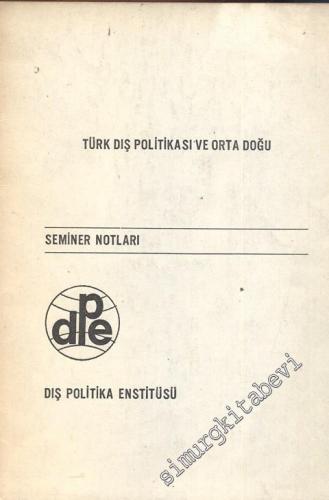 TÜRK DIŞ POLİTİKASI VE ORTA DOĞU
SEMİNER NOTLARI
dpe
DIŞ POLİTİKA ENSTİTÜSÜ
simurgkitabevi